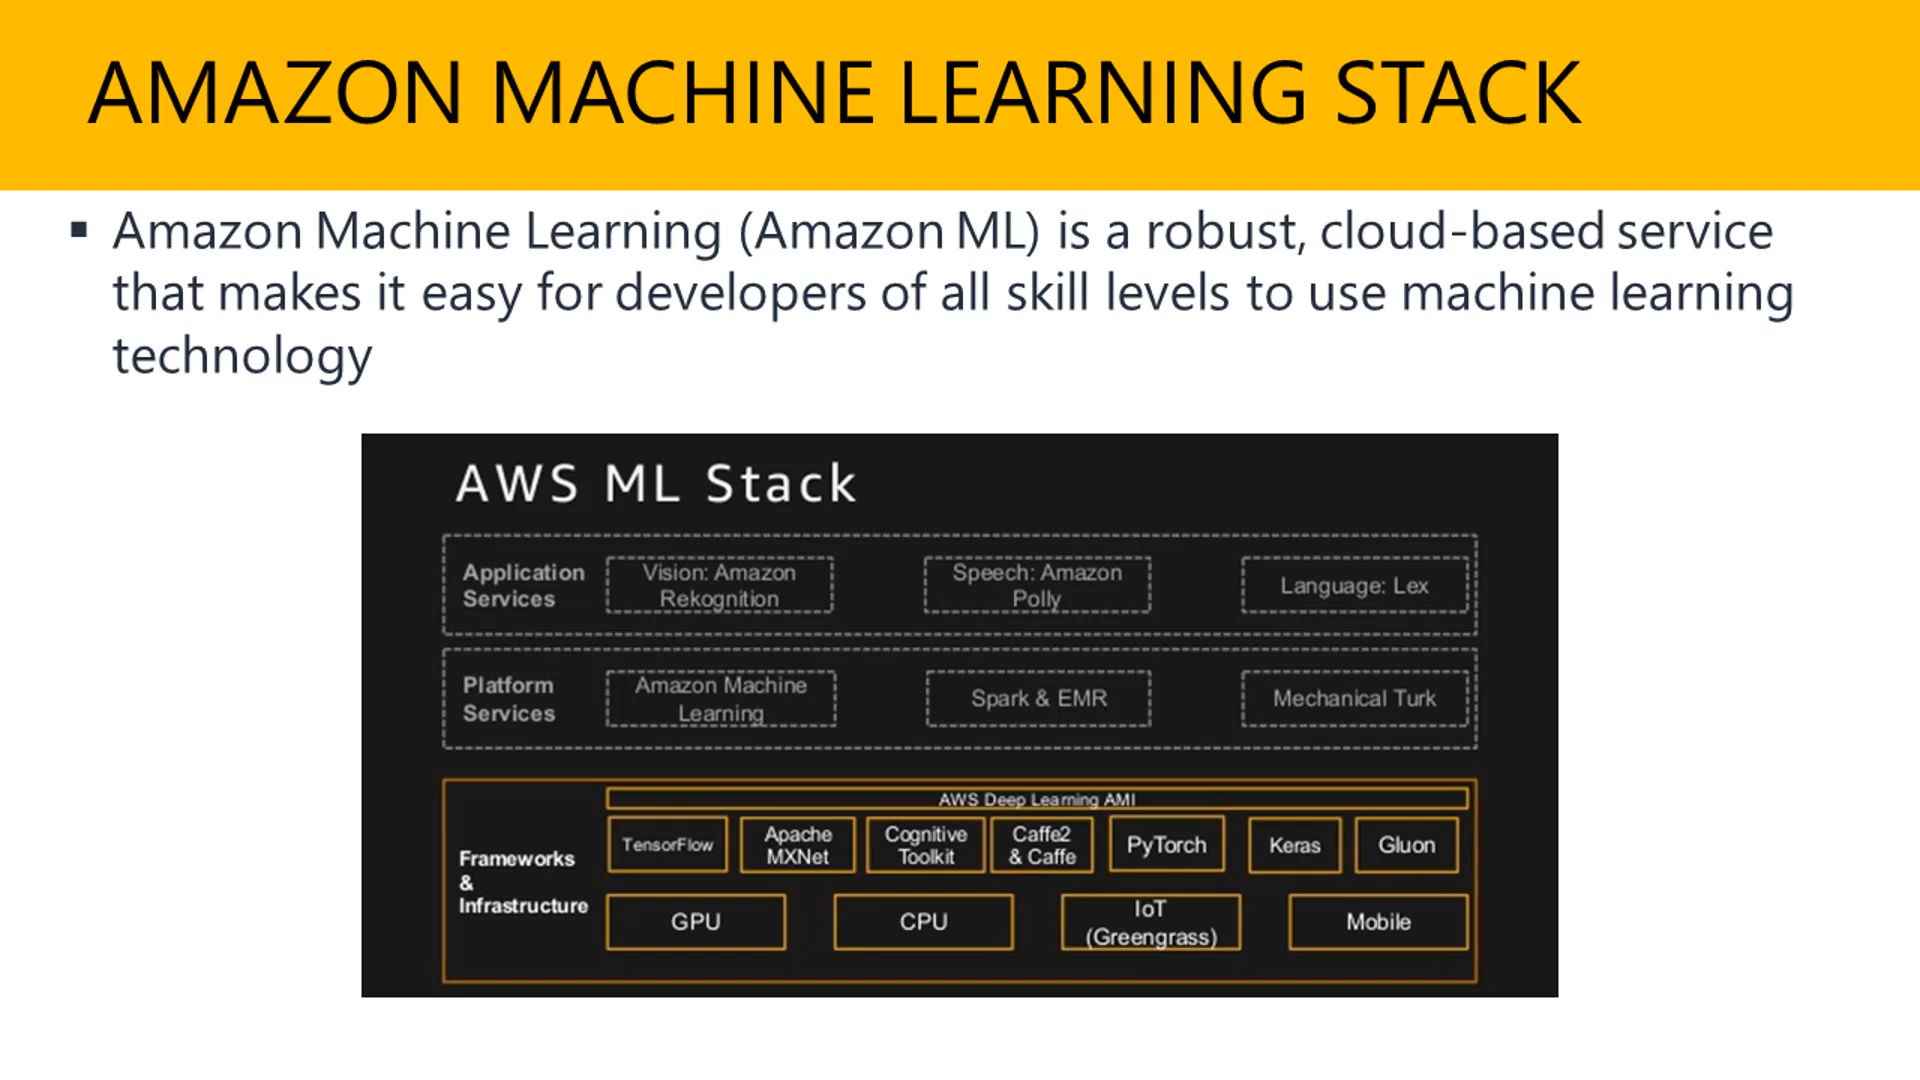 AMAZON MACHINE LEARNING STACK
▪ Amazon Machine Learning (Amazon ML) is a robust, cloud-based service
that makes it easy for developers of all skill levels to use machine learning
technology
AWS ML Stack
Application
Services
Vision: Amazon
Rekognition
Speech: Amazon
Polly
Language: Lex
Platform
Services
Amazon Machine
Learning
Spark & EMR
Mechanical Turk
Frameworks
&
Infrastructure
AWS Deep Learning AMI
TensorFlow
Apache
MXNet
Cognitive
Toolkit
Caffe2
& Caffe
PyTorch
Keras
Gluon
GPU
CPU
IoT
(Greengrass)
Mobile